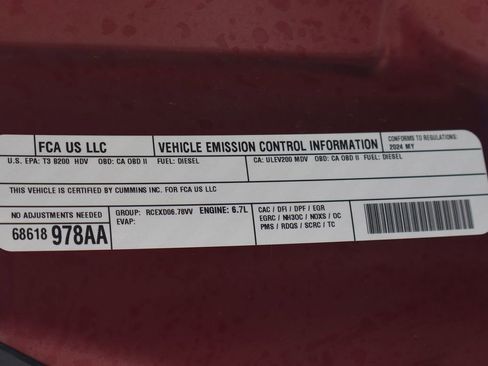 FCA US LLC
VEHICLE EMISSION CONTROL INFORMATION
CONFORMS TO REGULATIONS:
2024 MY
U.S. EPA: T3 B200 HDV OBD: CA OBD II FUEL: DIESEL
CA: ULEV200 MDV OBD: CA OBD II FUEL: DIESEL
THIS VEHICLE IS CERTIFIED BY CUMMINS INC. FOR FCA US LLC
NO ADJUSTMENTS NEEDED
68618 978AA
GROUP: RCEXD06.78VV ENGINE: 6.7L
EVAP:
CAC / DFI / DPF / EGR
EGRC / NH3OC / NOXS / OC
PMS / RDQS / SCRC / TC